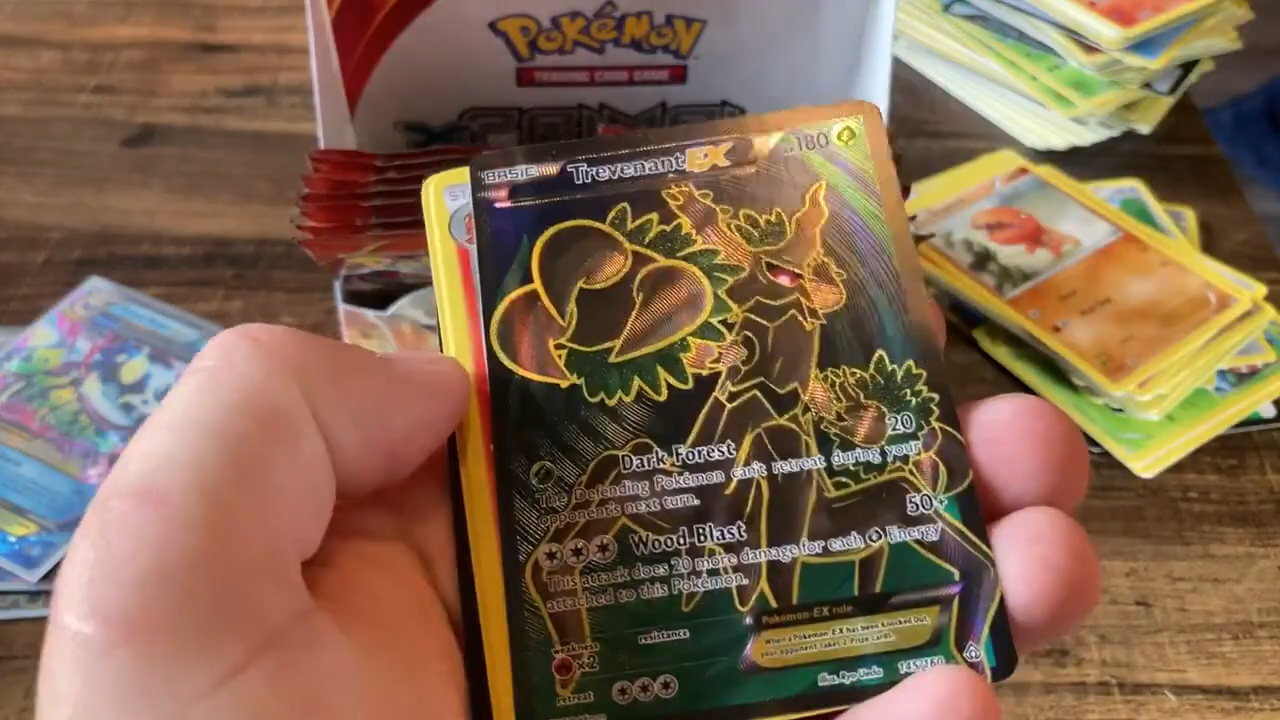 POKéMON
TRADING CARD GAME
BASIC
Trevenant EX
HP 180
20
Dark Forest
The Defending Pokémon can't retreat during your
opponent's next turn.
50+
Wood Blast
This attack does 20 more damage for each Energy
attached to this Pokémon.
Pokémon-EX rule
When a Pokémon-EX has been Knocked Out,
your opponent takes 2 Prize cards.
weakness
resistance
×2
Illus. Ryo Ueda 145/160
retreat